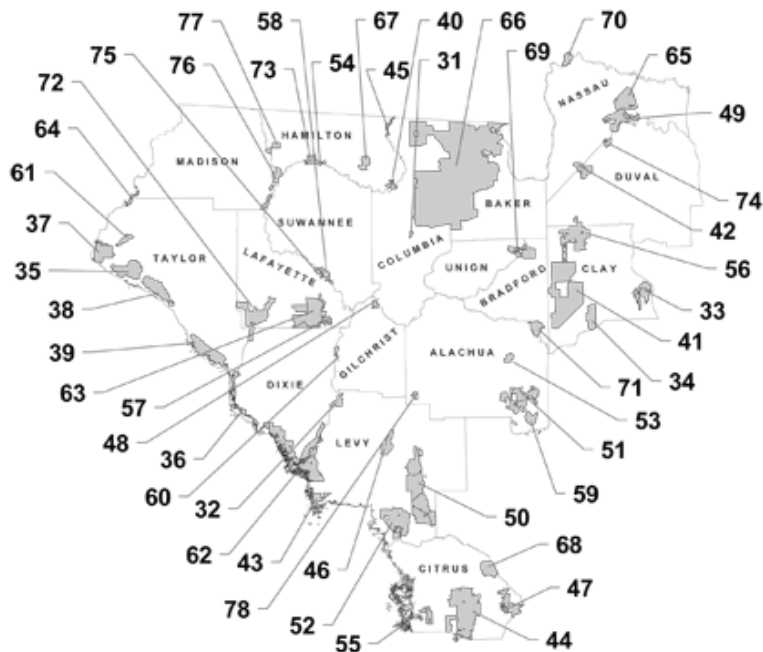 70
77 58 67 40 66
75 73 54 45 31 69 65
72 76
NASSAU
49
64
HAMILTON
MADISON
DUVAL
61
74
SUWANNEE
BAKER
42
37
COLUMBIA
TAYLOR
LAFAYETTE
UNION
BRADFORD
CLAY
56
35
33
38
41
39
GILCHRIST
ALACHUA
34
63
71
57
DIXIE
53
48
LEVY
51
36
59
60
32
50
62
43
68
46
CITRUS
47
78
52
55
44